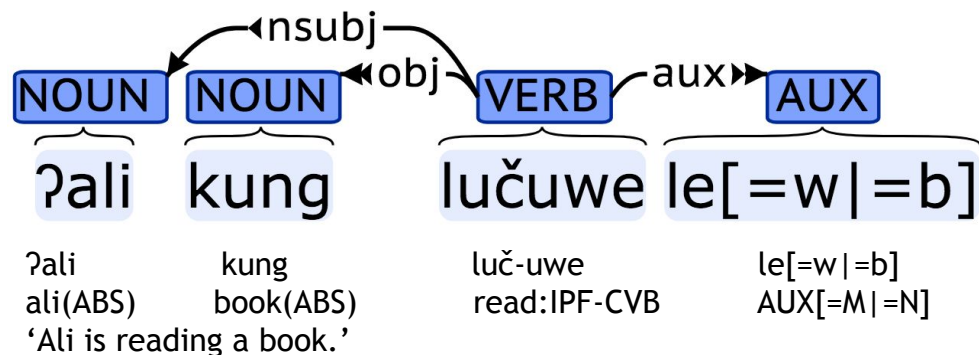 nsubj
obj aux
NOUN NOUN VERB AUX
ʔali kung lučuwe le[=w|=b]
ʔali kung luč-uwe le[=w|=b]
ali(ABS) book(ABS) read:IPF-CVB AUX[=M|=N]
‘Ali is reading a book.’